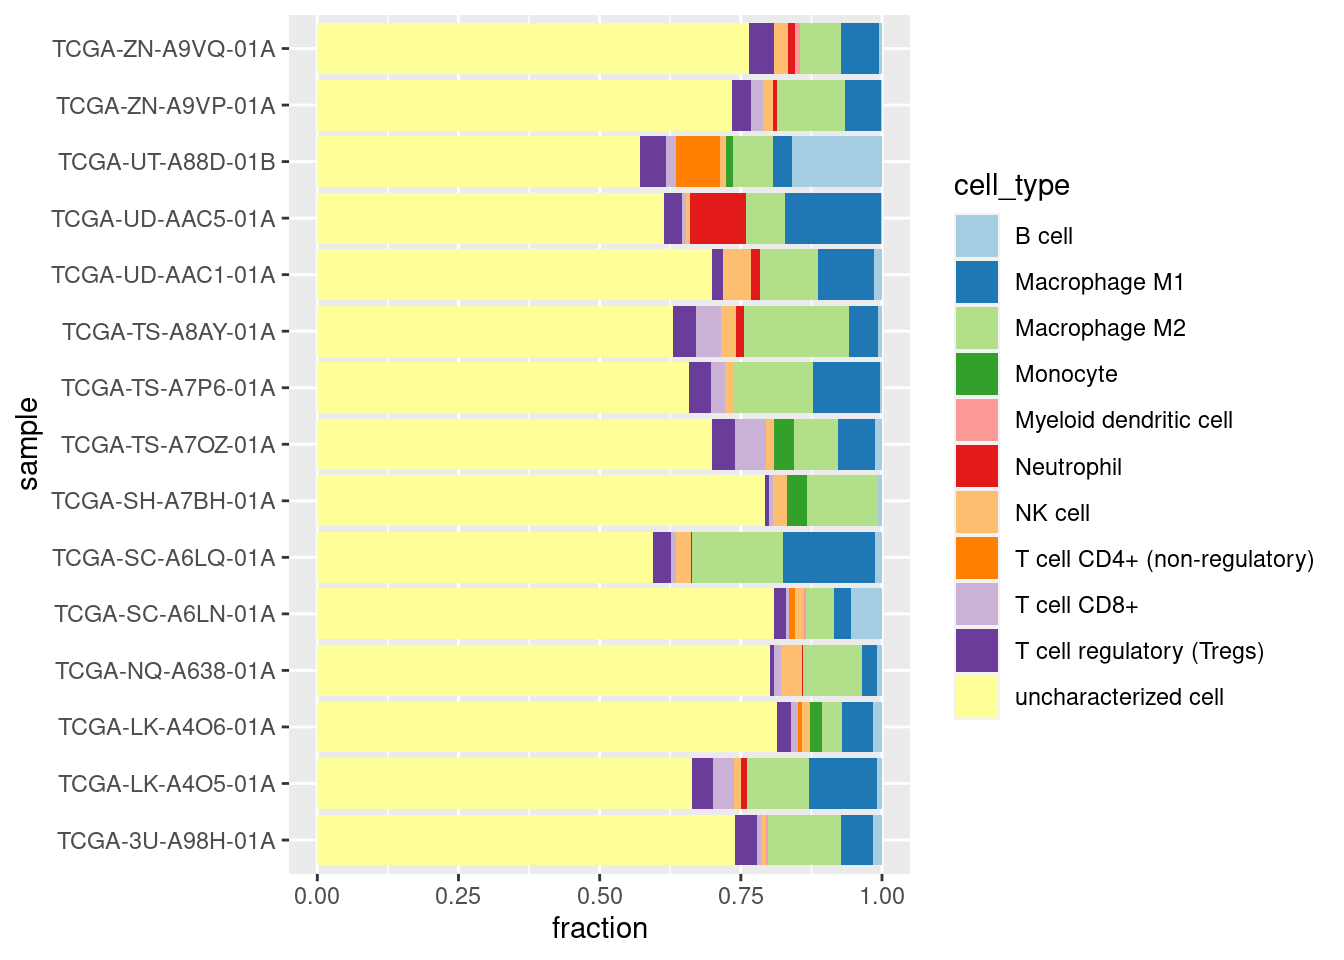 sample
TCGA-ZN-A9VQ-01A
TCGA-ZN-A9VP-01A
TCGA-UT-A88D-01B
TCGA-UD-AAC5-01A
TCGA-UD-AAC1-01A
TCGA-TS-A8AY-01A
TCGA-TS-A7P6-01A
TCGA-TS-A7OZ-01A
TCGA-SH-A7BH-01A
TCGA-SC-A6LQ-01A
TCGA-SC-A6LN-01A
TCGA-NQ-A638-01A
TCGA-LK-A4O6-01A
TCGA-LK-A4O5-01A
TCGA-3U-A98H-01A
0.00 0.25 0.50 0.75 1.00
fraction
cell_type
B cell
Macrophage M1
Macrophage M2
Monocyte
Myeloid dendritic cell
Neutrophil
NK cell
T cell CD4+ (non-regulatory)
T cell CD8+
T cell regulatory (Tregs)
uncharacterized cell